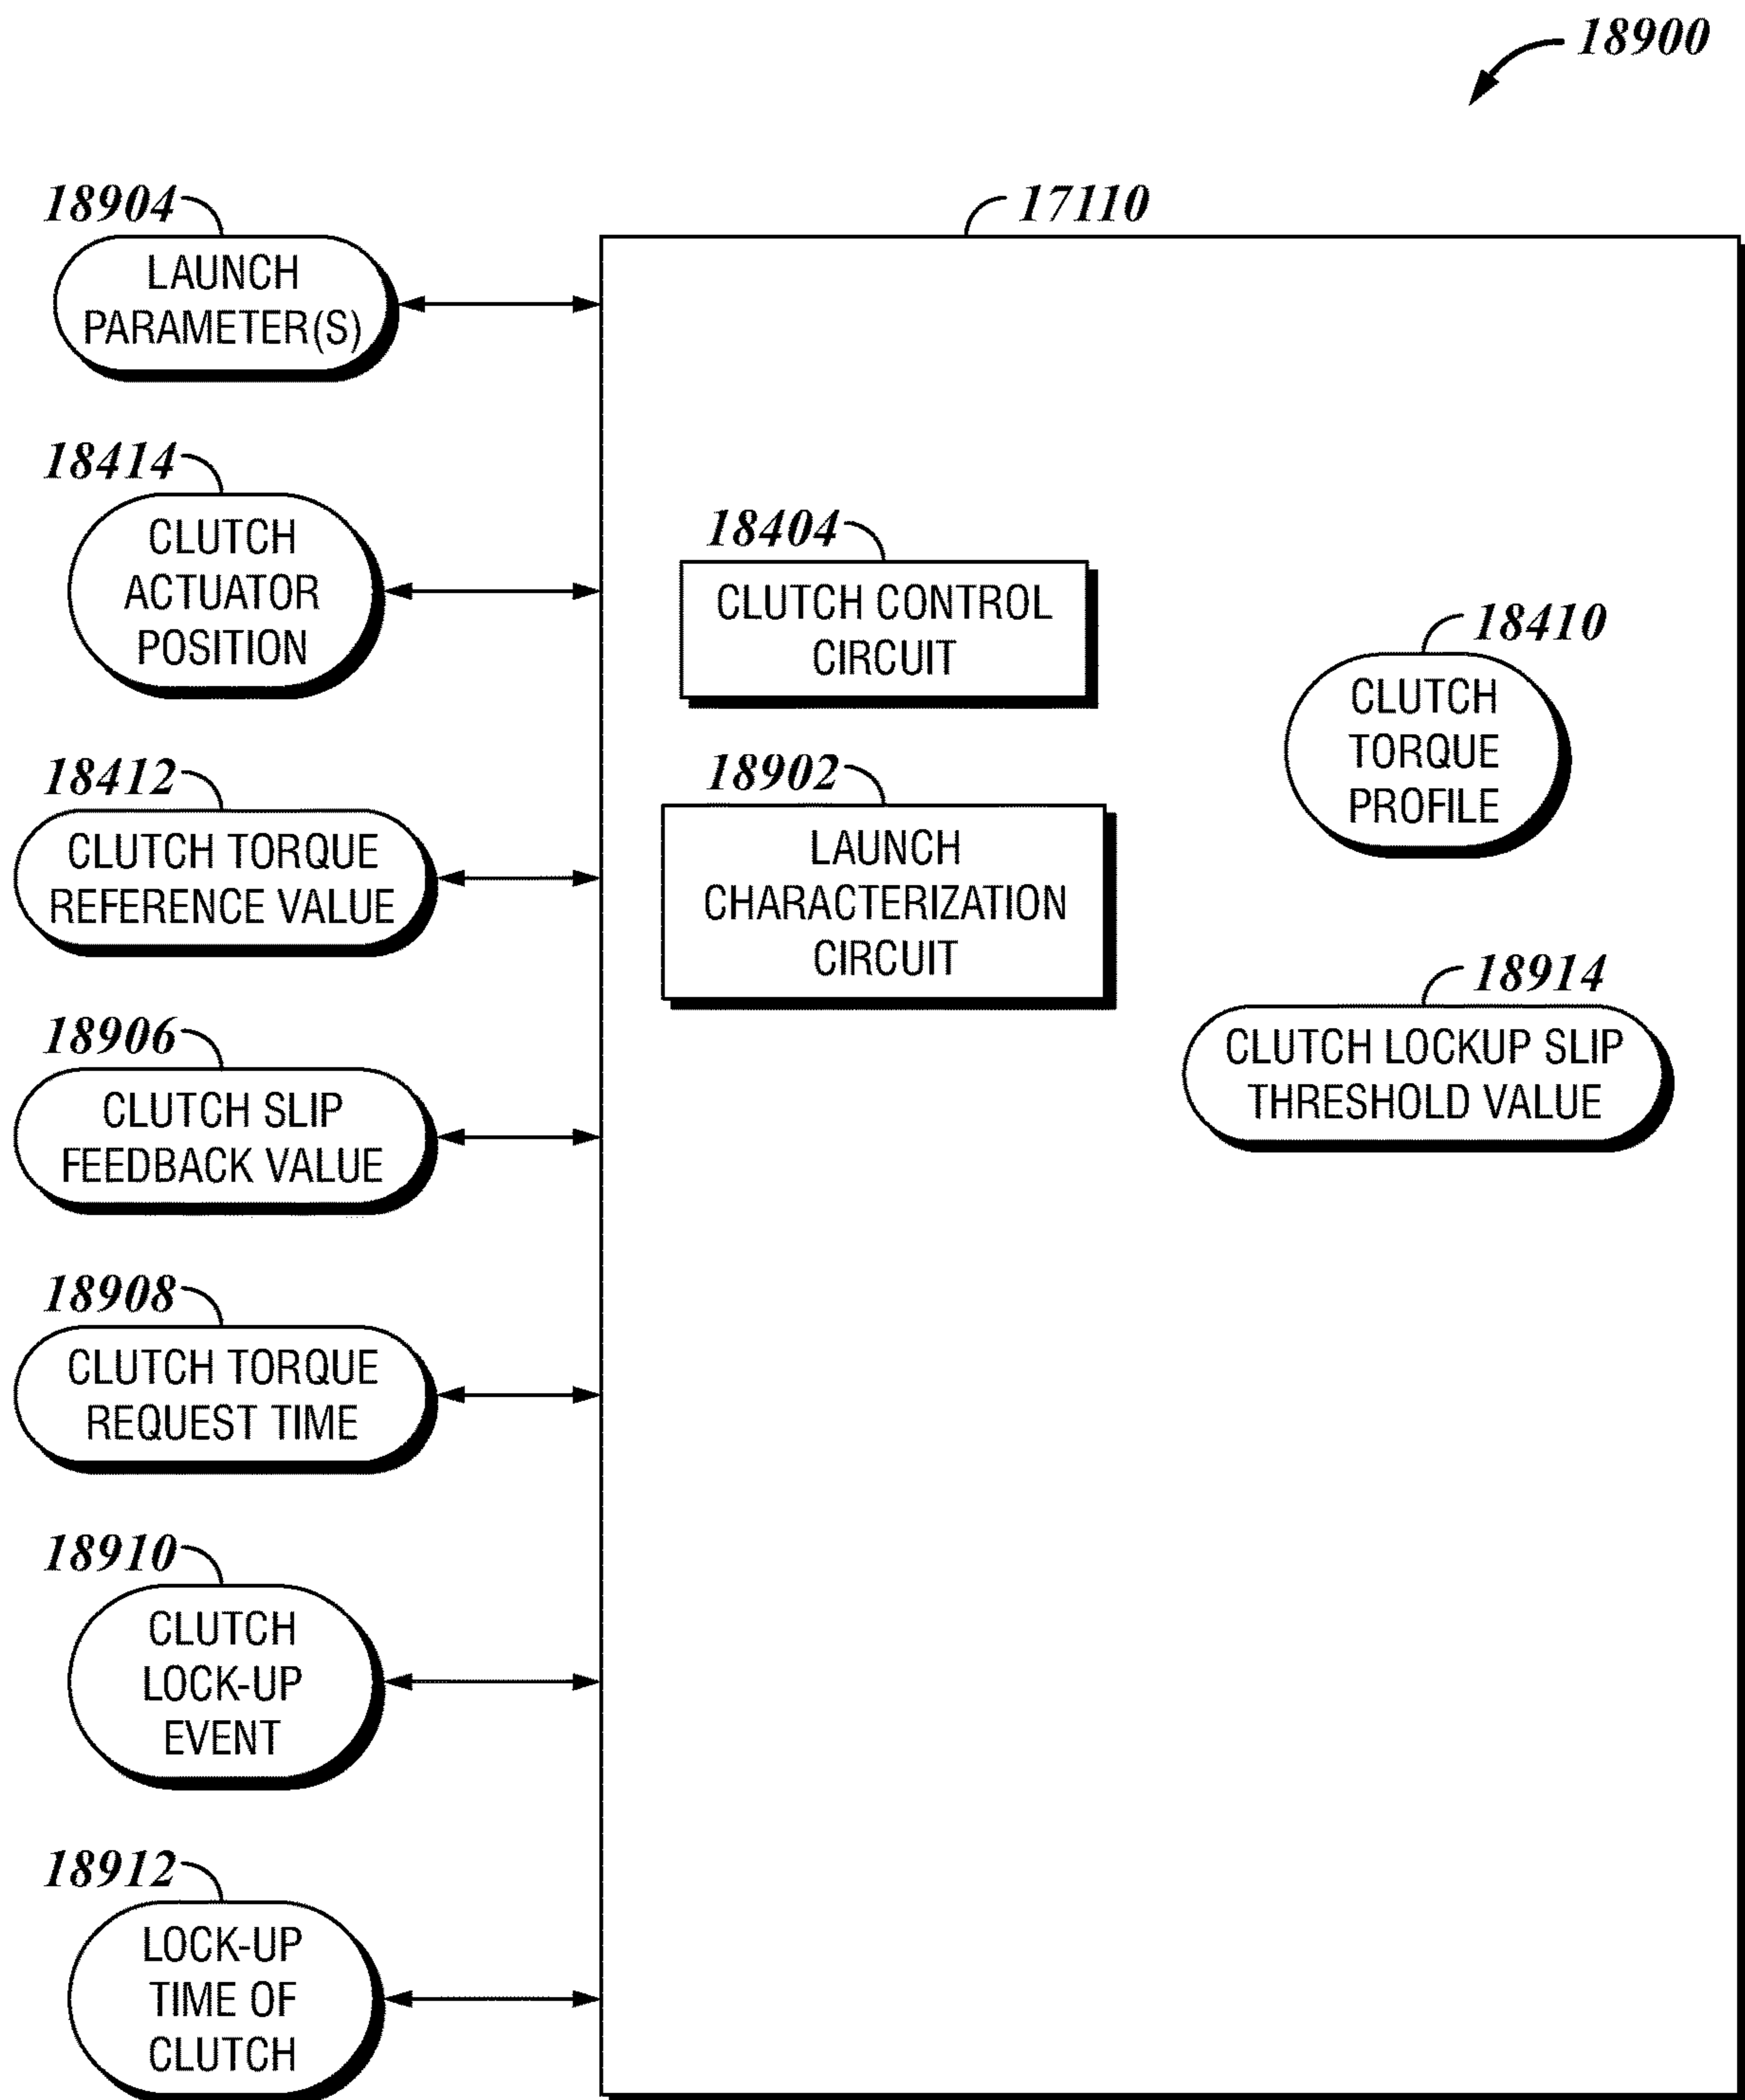 18900
18904
17110
LAUNCH
PARAMETER(S)
18414
CLUTCH
ACTUATOR
POSITION
18404
CLUTCH CONTROL
CIRCUIT
18410
CLUTCH
TORQUE
PROFILE
18412
CLUTCH TORQUE
REFERENCE VALUE
18902
LAUNCH
CHARACTERIZATION
CIRCUIT
18914
CLUTCH LOCKUP SLIP
THRESHOLD VALUE
18906
CLUTCH SLIP
FEEDBACK VALUE
18908
CLUTCH TORQUE
REQUEST TIME
18910
CLUTCH
LOCK-UP
EVENT
18912
LOCK-UP
TIME OF
CLUTCH